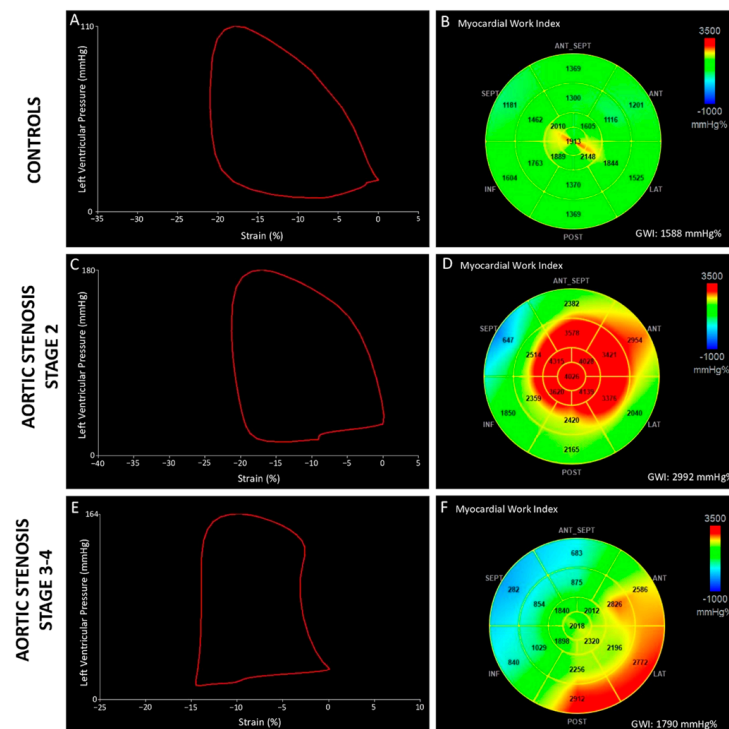 CONTROLS
A
Left Ventricular Pressure (mmHg)
110
0
−35 −30 −25 −20 −15 −10 −5 0 5
Strain (%)
B Myocardial Work Index
ANT_SEPT
SEPT
ANT
INF
LAT
POST
1369
1181
1300
1201
1462
1116
2010
1605
1913
1889
2148
1763
1844
1604
1525
1370
1369
3500
-1000
mmHg%
GWI: 1588 mmHg%
AORTIC STENOSIS
STAGE 2
C
Left Ventricular Pressure (mmHg)
180
0
−40 −35 −30 −25 −20 −15 −10 −5 0 5
Strain (%)
D Myocardial Work Index
ANT_SEPT
SEPT
ANT
INF
LAT
POST
2382
647
3578
2954
2514
3421
4028
4026
2359
2420
1850
2040
2165
3500
-1000
mmHg%
GWI: 2992 mmHg%
AORTIC STENOSIS
STAGE 3-4
E
Left Ventricular Pressure (mmHg)
164
0
−25 −20 −15 −10 −5 0 5 10
Strain (%)
F Myocardial Work Index
ANT_SEPT
SEPT
ANT
INF
LAT
POST
683
875
2586
854
2826
1840
2012
2018
1898
2320
1029
2196
840
2772
2256
2912
3500
-1000
mmHg%
GWI: 1790 mmHg%